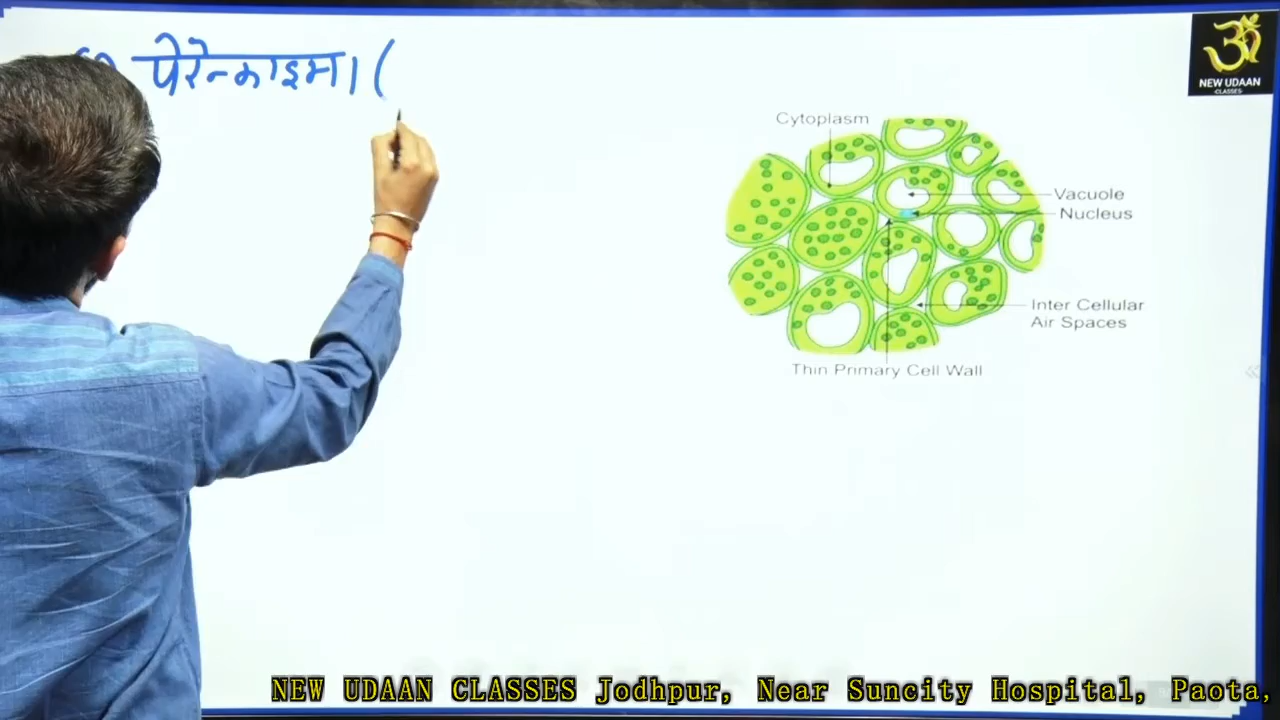 पेरेन्काइमा (
NEW UDAAN
CLASSES
Cytoplasm
Vacuole
Nucleus
Inter Cellular
Air Spaces
Thin Primary Cell Wall
NEW UDAAN CLASSES Jodhpur, Near Suncity Hospital, Paota,